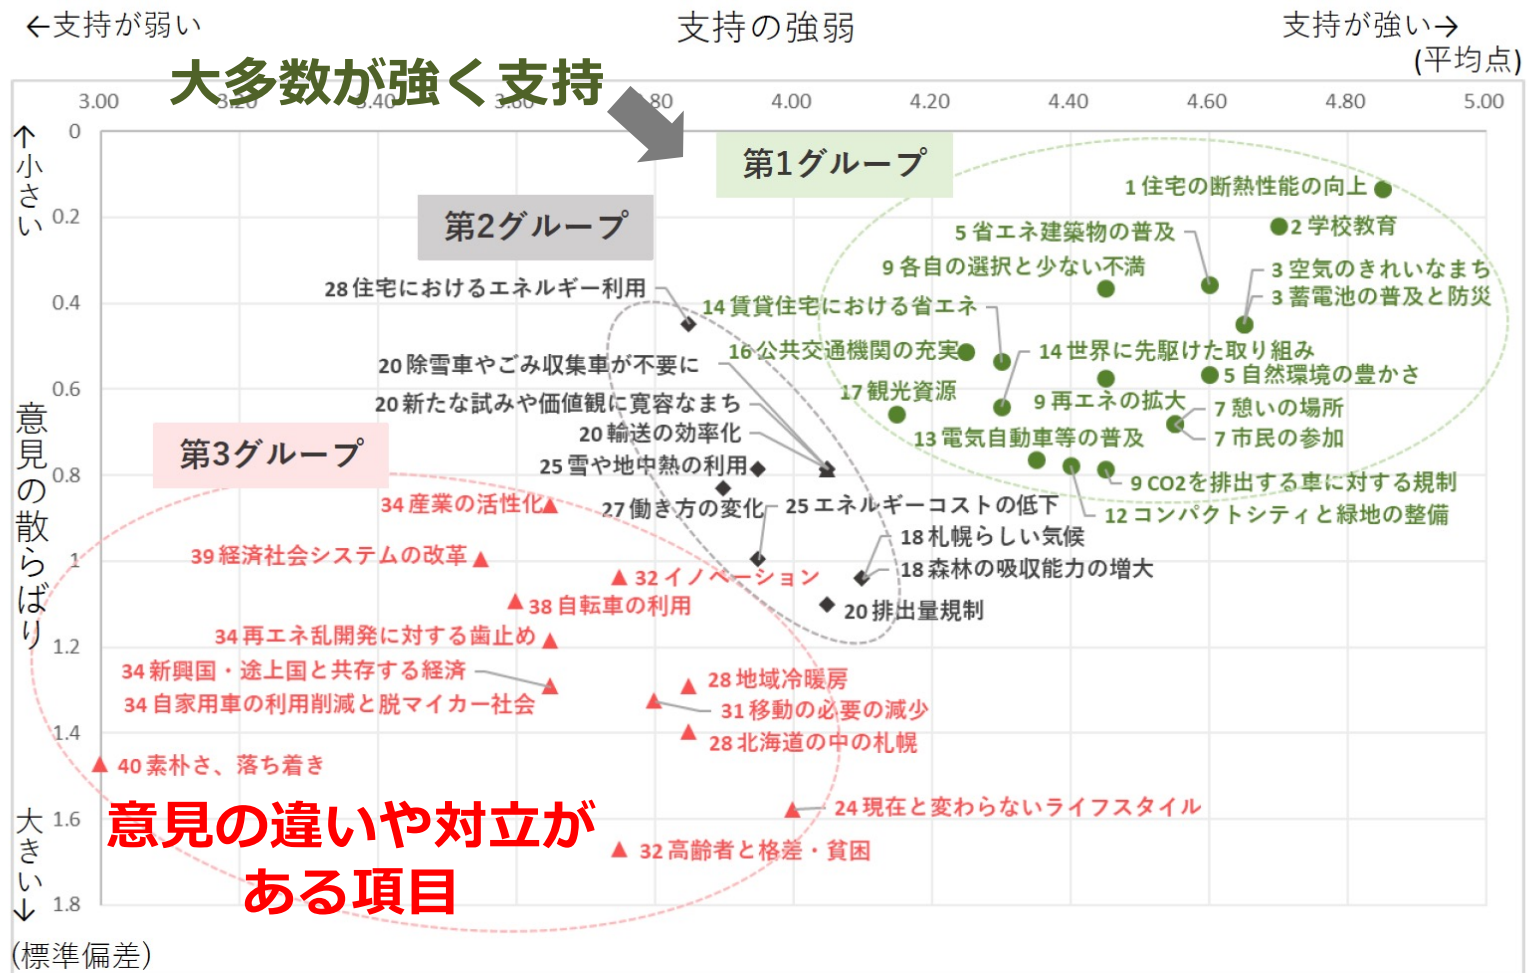 ←支持が弱い
支持の強弱
支持が強い→
(平均点)
大多数が強く支持
3.00
3.20
3.40
3.60
3.80
4.00
4.20
4.40
4.60
4.80
5.00
↑小さい
意見の散らばり
大きい↓
(標準偏差)
0
0.2
0.4
0.6
0.8
1
1.2
1.4
1.6
1.8
第1グループ
1 住宅の断熱性能の向上
2 学校教育
5 省エネ建築物の普及
9 各自の選択と少ない不満
3 空気のきれいなまち
3 蓄電池の普及と防災
14 賃貸住宅における省エネ
16 公共交通機関の充実
14 世界に先駆けた取り組み
5 自然環境の豊かさ
17 観光資源
9 再エネの拡大
7 憩いの場所
7 市民の参加
13 電気自動車等の普及
9 CO2を排出する車に対する規制
12 コンパクトシティと緑地の整備
第2グループ
28 住宅におけるエネルギー利用
20 除雪車やごみ収集車が不要に
20 新たな試みや価値観に寛容なまち
20 輸送の効率化
25 雪や地中熱の利用
27 働き方の変化
25 エネルギーコストの低下
18 札幌らしい気候
18 森林の吸収能力の増大
20 排出量規制
第3グループ
34 産業の活性化
39 経済社会システムの改革
32 イノベーション
38 自転車の利用
34 再エネ乱開発に対する歯止め
34 新興国・途上国と共存する経済
34 自家用車の利用削減と脱マイカー社会
28 地域冷暖房
31 移動の必要の減少
28 北海道の中の札幌
40 素朴さ、落ち着き
24 現在と変わらないライフスタイル
32 高齢者と格差・貧困
意見の違いや対立が
ある項目